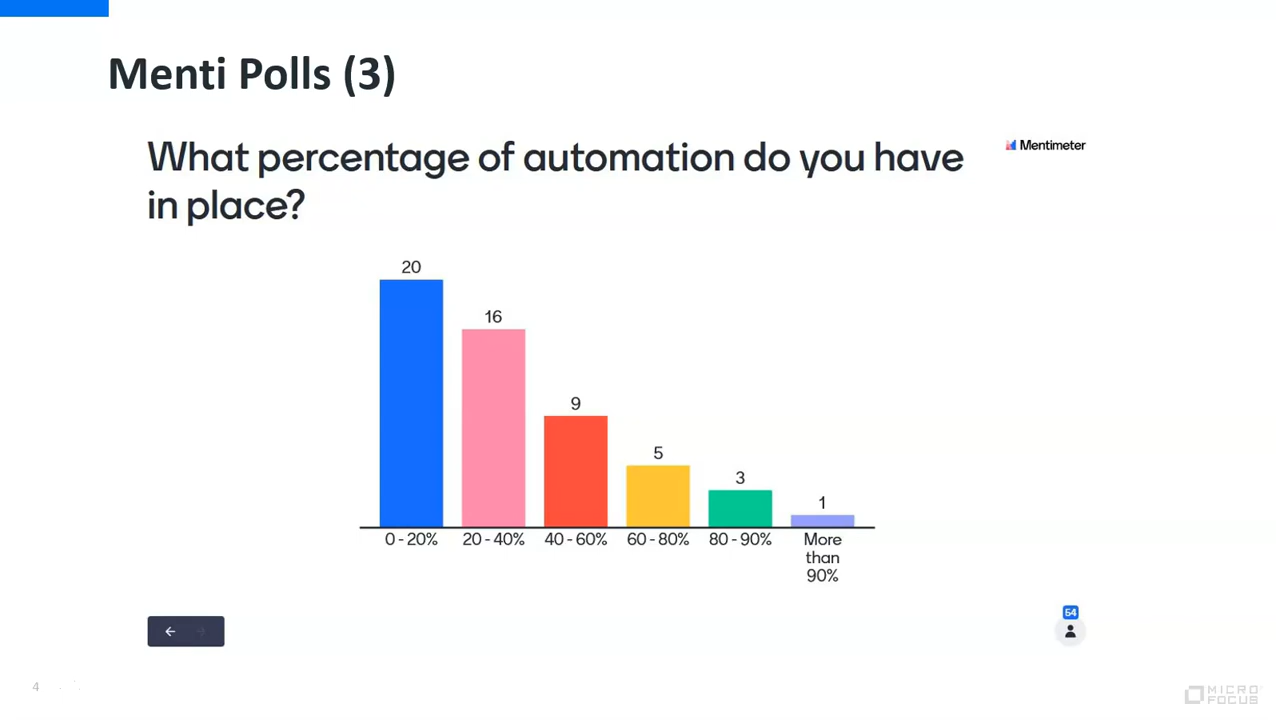 Menti Polls (3)
What percentage of automation do you have
in place?
Mentimeter
20
16
9
5
3
1
0 - 20%
20 - 40%
40 - 60%
60 - 80%
80 - 90%
More
than
90%
54
4
MICRO
FOCUS